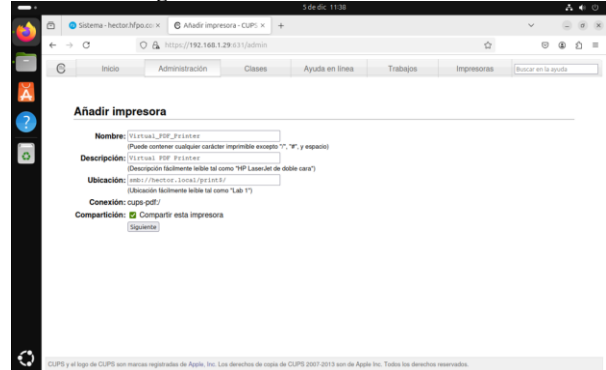 5 de dic 11:38
Sistema - hector.hfpo.co × Añadir impresora - CUPS × +
https://192.168.1.29:631/admin
Inicio Administración Clases Ayuda en línea Trabajos Impresoras Buscar en la ayuda
Añadir impresora
Nombre: Virtual_PDF_Printer
(Puede contener cualquier carácter imprimible excepto "/", "#", y espacio)
Descripción: Virtual PDF Printer
(Descripción fácilmente leíble tal como "HP LaserJet de doble cara")
Ubicación: smb://hector.local/print$/
(Ubicación fácilmente leíble tal como "Lab 1")
Conexión: cups-pdf:/
Compartición: Compartir esta impresora
Siguiente
CUPS y el logo de CUPS son marcas registradas de Apple, Inc. Los derechos de copia de CUPS 2007-2013 son de Apple Inc. Todos los derechos reservados.